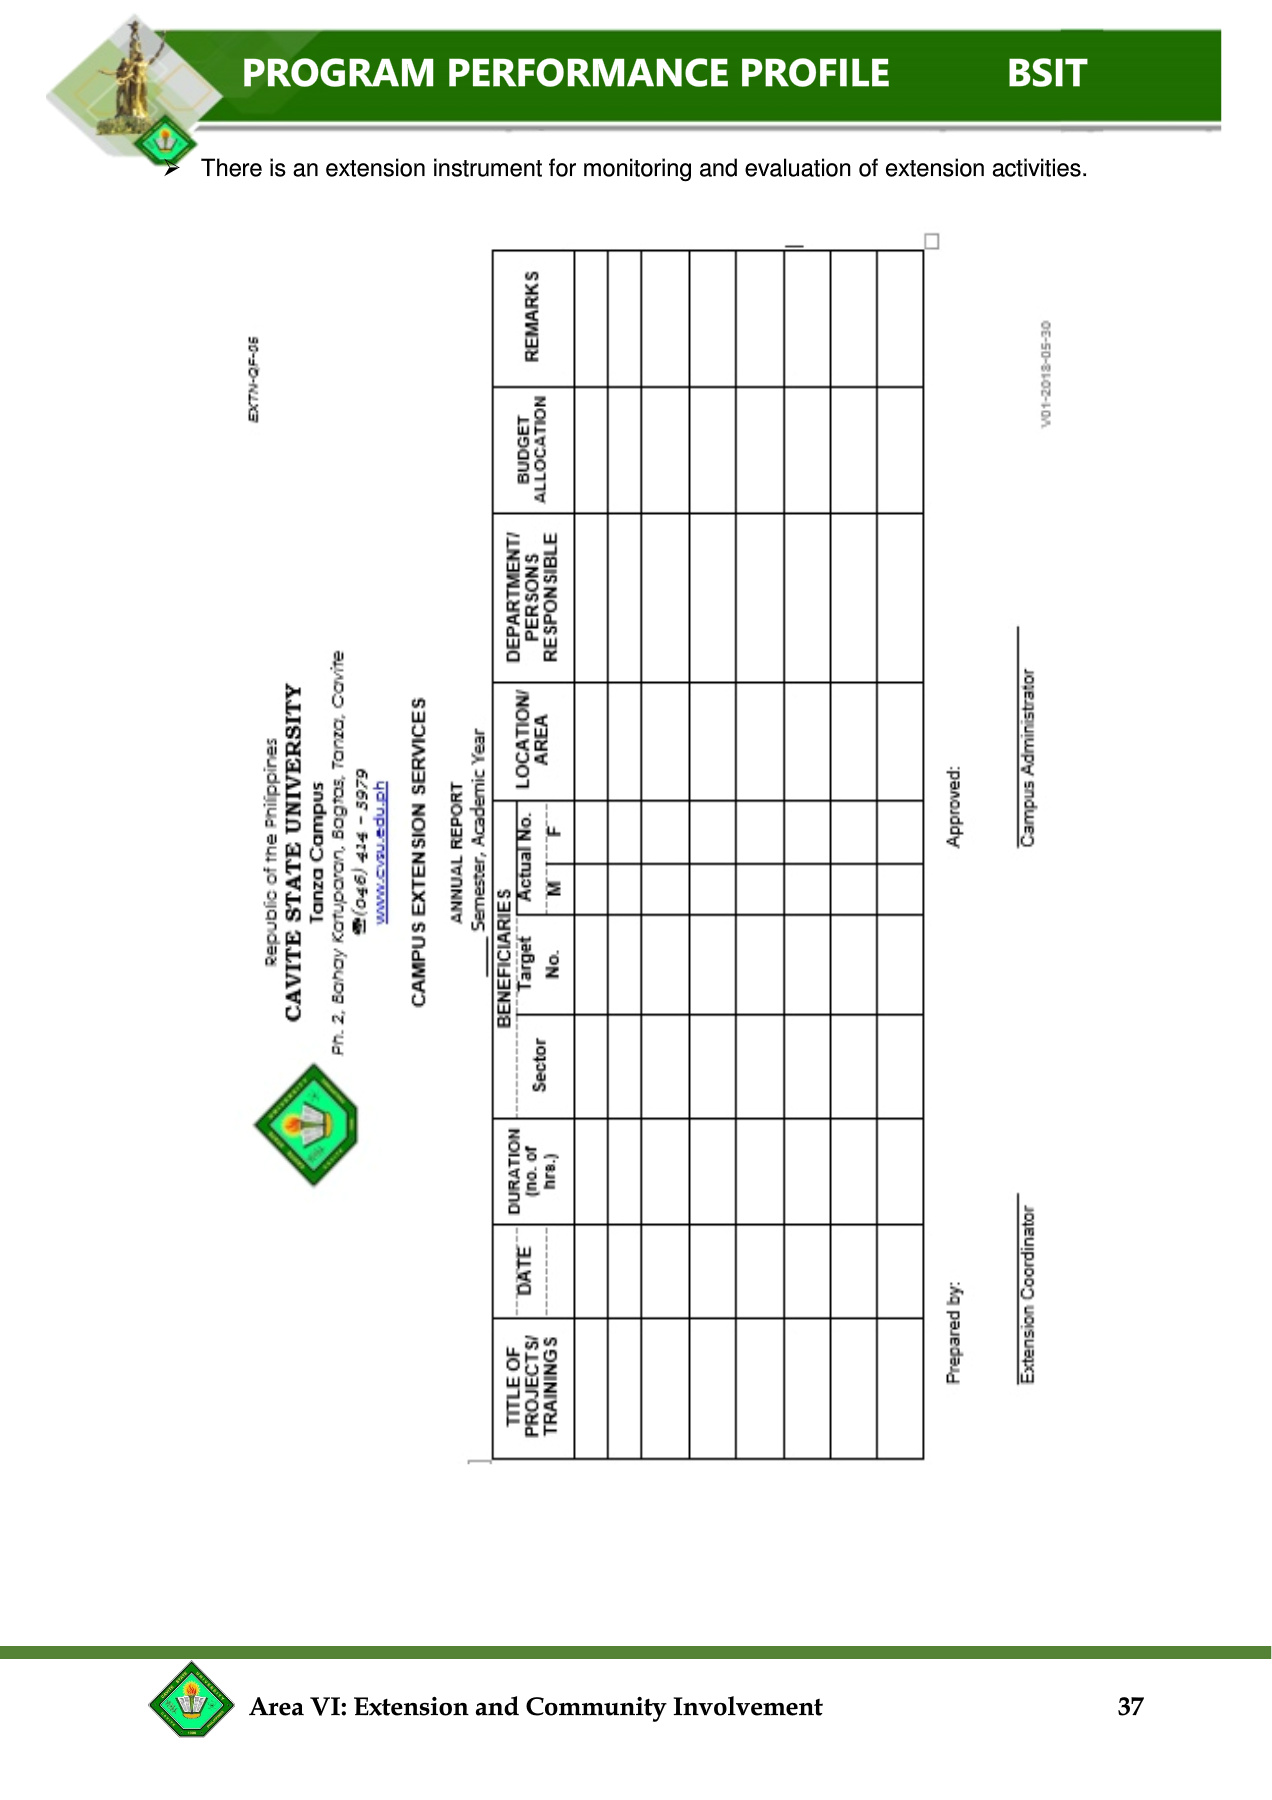 PROGRAM PERFORMANCE PROFILE BSIT
➢ There is an extension instrument for monitoring and evaluation of extension activities.
EXTN-QF-06
Republic of the Philippines
CAVITE STATE UNIVERSITY
Tanza Campus
Ph. 2, Bahay Katuparan, Bagtas, Tanza, Cavite
☎(046) 414 – 3979
www.cvsu.edu.ph
CAMPUS EXTENSION SERVICES
ANNUAL REPORT
____ Semester, Academic Year
TITLE OF PROJECTS/ TRAININGS
DATE
DURATION (no. of hrs.)
BENEFICIARIES
Sector
Target No.
Actual No.
M F
LOCATION/ AREA
DEPARTMENT/ PERSONS RESPONSIBLE
BUDGET ALLOCATION
REMARKS
Prepared by: Approved:
Extension Coordinator Campus Administrator
V01-2018-05-30
Area VI: Extension and Community Involvement 37